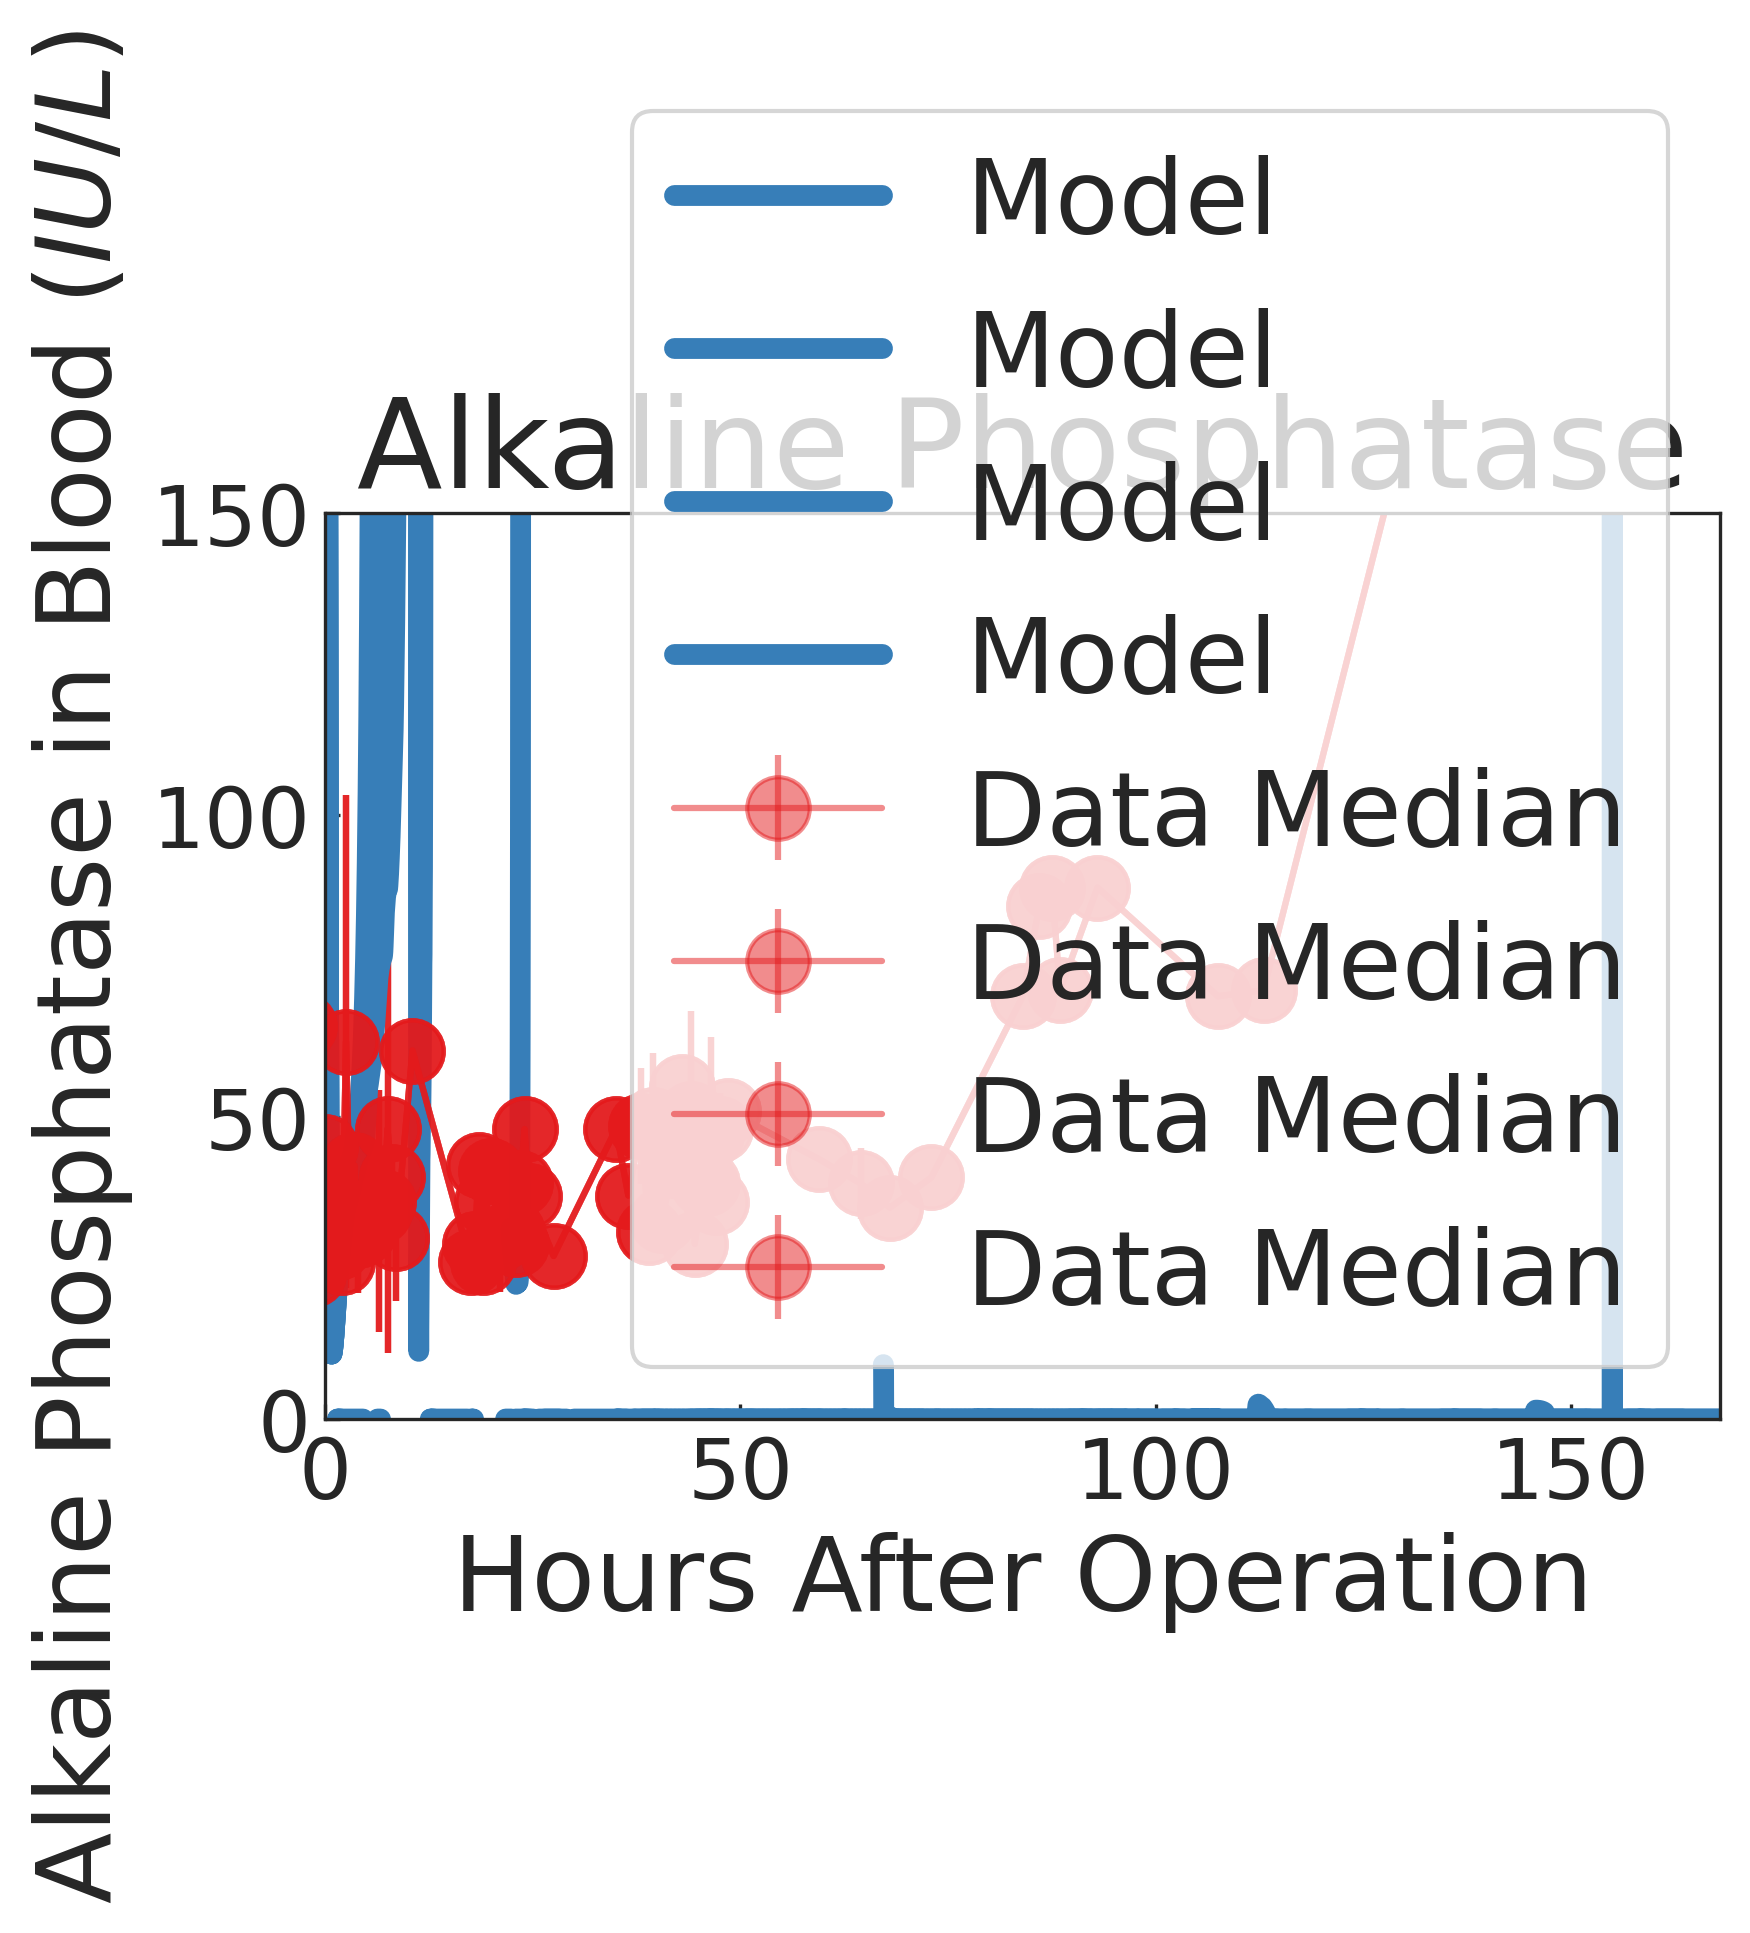 Alkaline Phosphatase
Alkaline Phosphatase in Blood (IU/L)
Model
Model
Model
Model
Data Median
Data Median
Data Median
Data Median
150
100
50
0
0 50 100 150
Hours After Operation